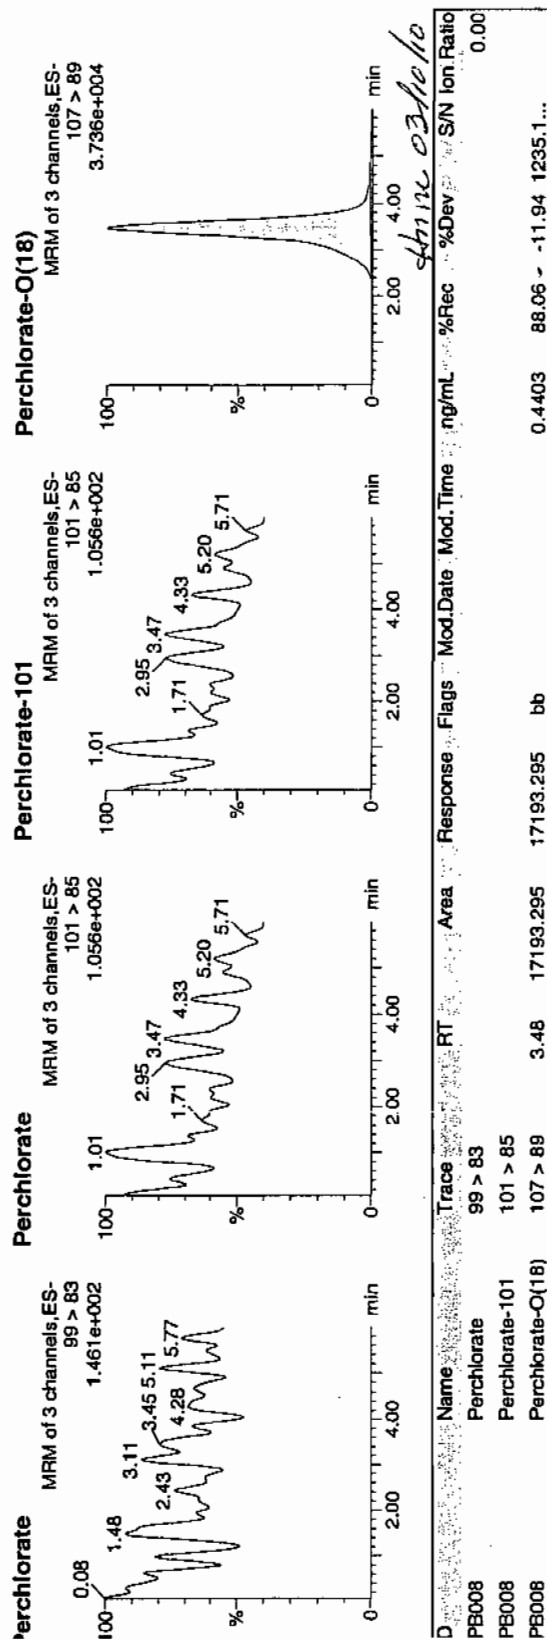 Perchlorate
MRM of 3 channels,ES-
99 > 83
1.461e+002
100
%
0
0.08
1.48
2.43
3.11
3.45
4.28
5.11
5.77
2.00
4.00
min
Perchlorate
MRM of 3 channels,ES-
101 > 85
1.056e+002
100
%
0
1.01
1.71
2.95
3.47
4.33
5.20
5.71
2.00
4.00
min
Perchlorate-101
MRM of 3 channels,ES-
101 > 85
1.056e+002
100
%
0
1.01
1.71
2.95
3.47
4.33
5.20
5.71
2.00
4.00
min
Perchlorate-O(18)
MRM of 3 channels,ES-
107 > 89
3.736e+004
100
%
0
2.00
4.00
min
03/10/10
D Name Trace RT Area Response Flags Mod.Date Mod.Time ng/mL %Rec %Dev S/N Ion Ratio
PB008 Perchlorate 99 > 83 0.00
PB008 Perchlorate-101 101 > 85
PB008 Perchlorate-O(18) 107 > 89 3.48 17193.295 17193.295 bb 0.4403 88.06 -11.94 1235.1...